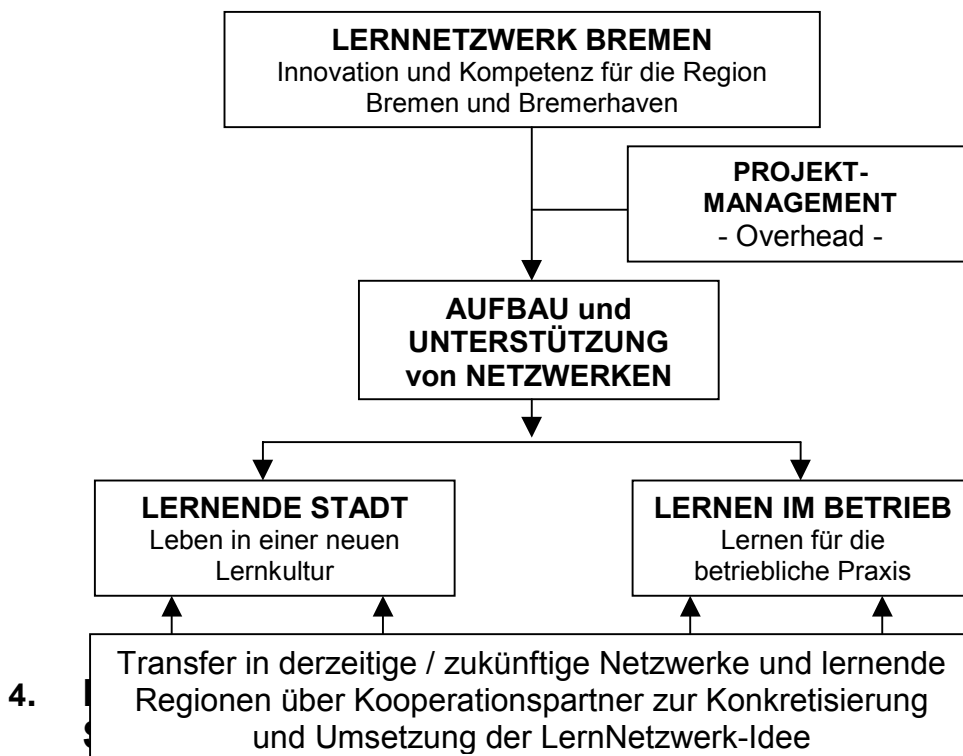 LERNNETZWERK BREMEN
Innovation und Kompetenz für die Region
Bremen und Bremerhaven
PROJEKT-
MANAGEMENT
- Overhead -
AUFBAU und
UNTERSTÜTZUNG
von NETZWERKEN
LERNENDE STADT
Leben in einer neuen
Lernkultur
LERNEN IM BETRIEB
Lernen für die
betriebliche Praxis
Transfer in derzeitige / zukünftige Netzwerke und lernende
Regionen über Kooperationspartner zur Konkretisierung
und Umsetzung der LernNetzwerk-Idee
4.